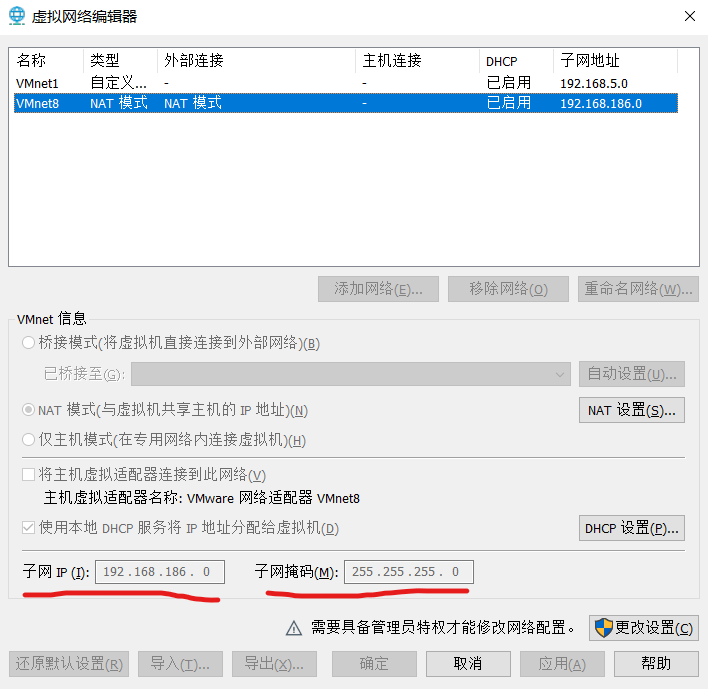 虚拟网络编辑器
名称 类型 外部连接 主机连接 DHCP 子网地址
VMnet1 自定义... - - 已启用 192.168.5.0
VMnet8 NAT 模式 NAT 模式 - 已启用 192.168.186.0
添加网络(E)... 移除网络(O) 重命名网络(W)...
VMnet 信息
桥接模式(将虚拟机直接连接到外部网络)(B)
已桥接至(G): 自动设置(U)...
NAT 模式(与虚拟机共享主机的 IP 地址)(N) NAT 设置(S)...
仅主机模式(在专用网络内连接虚拟机)(H)
将主机虚拟适配器连接到此网络(V)
主机虚拟适配器名称: VMware 网络适配器 VMnet8
使用本地 DHCP 服务将 IP 地址分配给虚拟机(D) DHCP 设置(P)...
子网 IP (I): 192.168.186. 0 子网掩码(M): 255.255.255. 0
需要具备管理员特权才能修改网络配置。 更改设置(C)
还原默认设置(R) 导入(T)... 导出(X)... 确定 取消 应用(A) 帮助